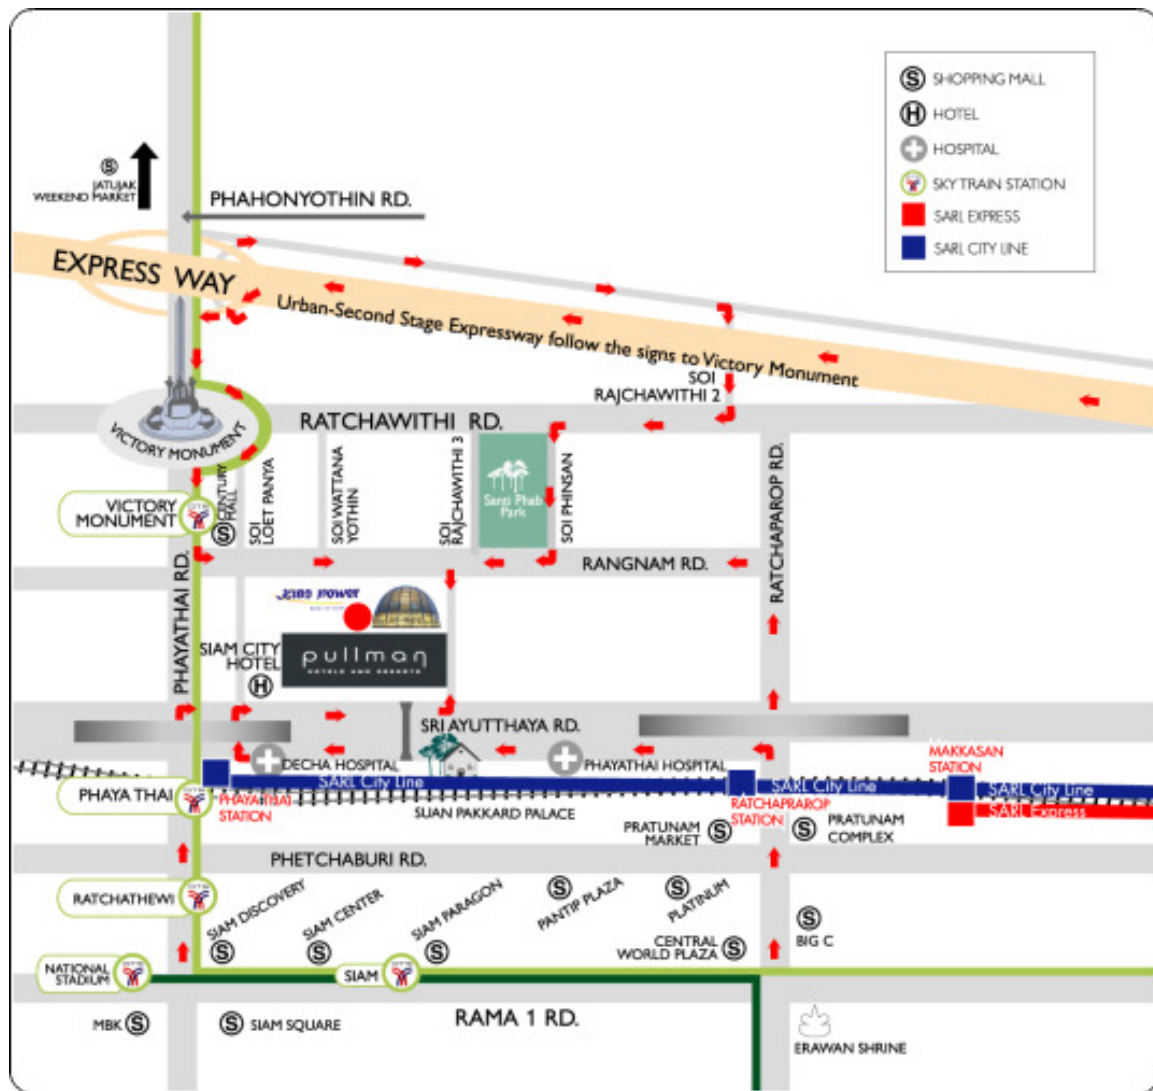 SHOPPING MALL
HOTEL
HOSPITAL
SKY TRAIN STATION
SARL EXPRESS
SARL CITY LINE
JATUJAK
WEEKEND MARKET
PHAHONYOTHIN RD.
EXPRESS WAY
Urban-Second Stage Expressway follow the signs to Victory Monument
SOI
RAJCHAWITHI 2
RATCHAWITHI RD.
VICTORY MONUMENT
VICTORY
MONUMENT
CENTURY
HALL
SOI
LOET PANYA
SOI WATTANA
YOTHIN
SOI
RAJCHAWITHI 3
Santi Phab
Park
SOI PHINSAN
RATCHAPAROP RD.
PHAYATHAI RD.
RANGNAM RD.
SIAM CITY
HOTEL
pullman
HOTELS AND RESORTS
SRI AYUTTHAYA RD.
DECHA HOSPITAL
PHAYATHAI HOSPITAL
MAKKASAN
STATION
SARL City Line
SARL City Line
SARL City Line
SARL Express
PHAYA THAI
PHAYA THAI
STATION
SUAN PAKKARD PALACE
RATCHAPRAROP
STATION
PRATUNAM
MARKET
PRATUNAM
COMPLEX
PHETCHABURI RD.
RATCHATHEWI
SIAM DISCOVERY
SIAM CENTER
SIAM PARAGON
PANTIP PLAZA
PLATINUM
CENTRAL
WORLD PLAZA
BIG C
NATIONAL
STADIUM
SIAM
MBK
SIAM SQUARE
RAMA 1 RD.
ERAWAN SHRINE